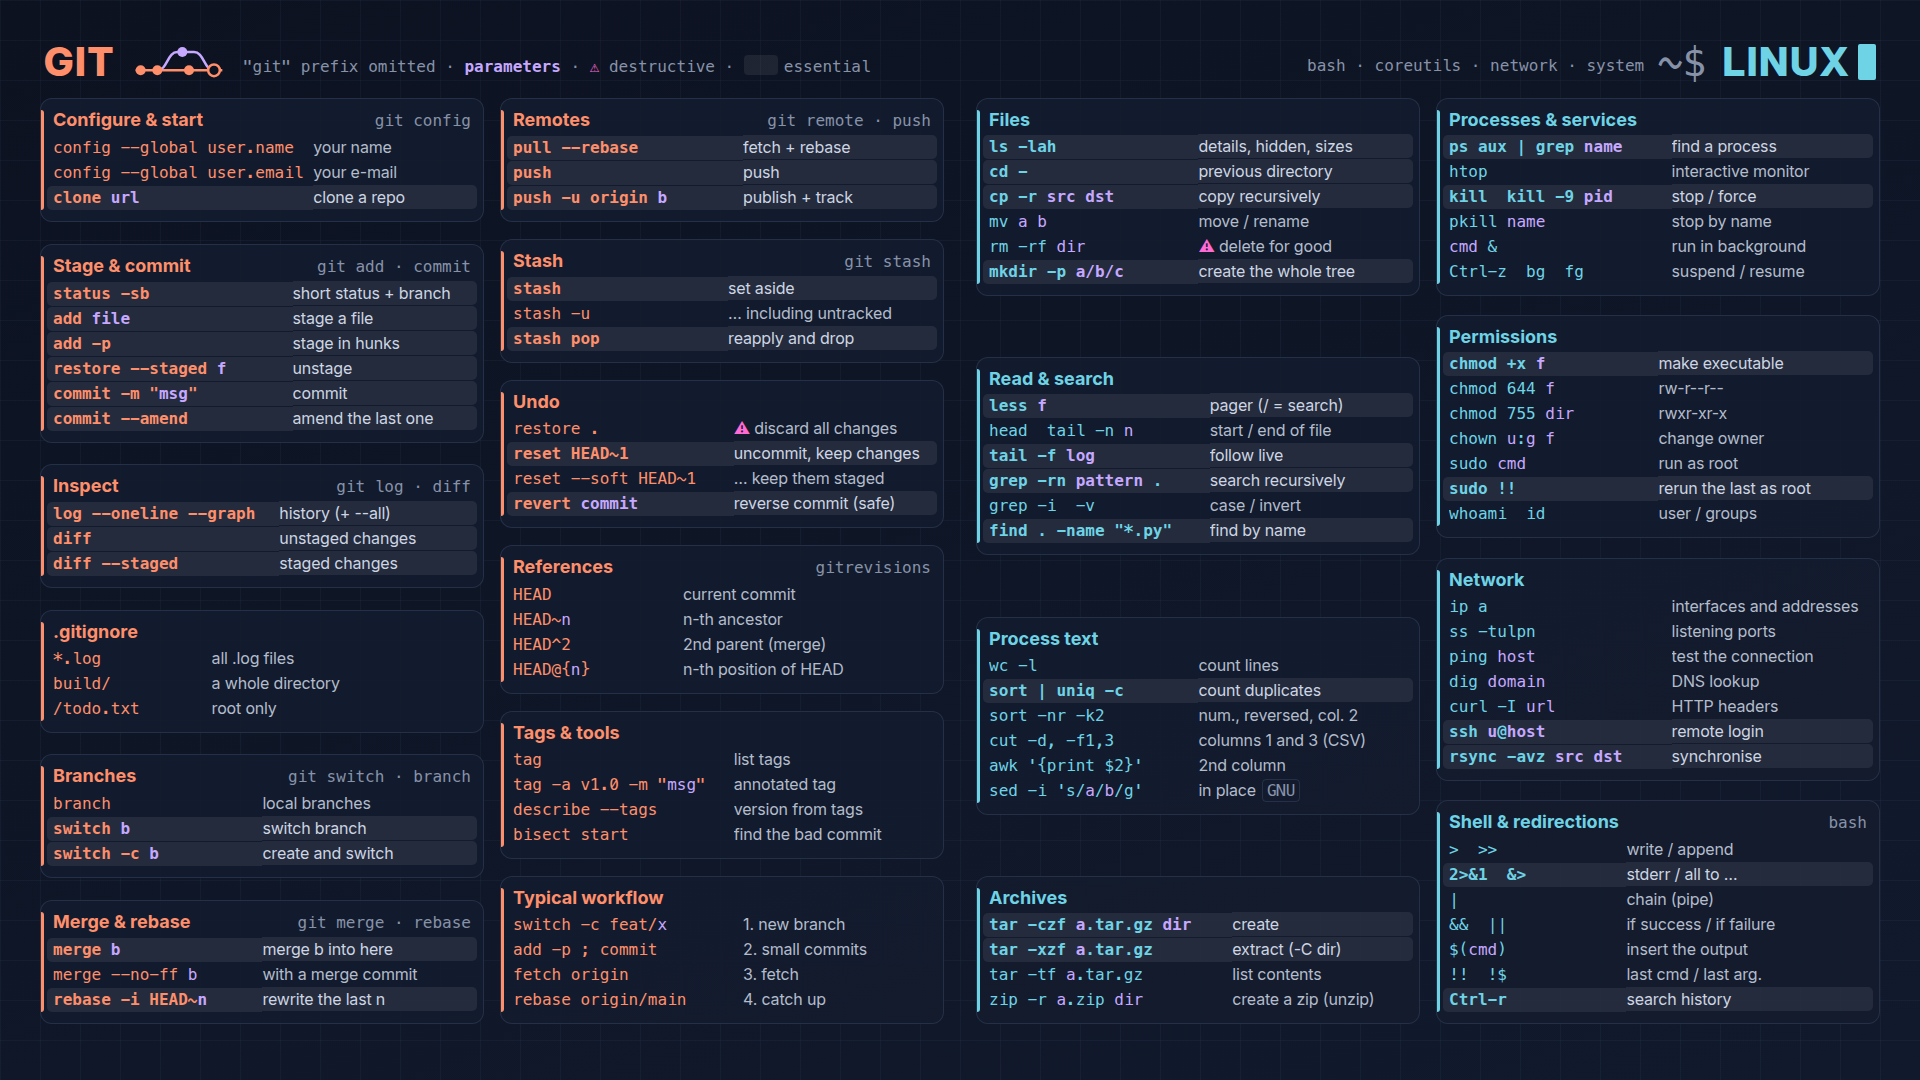 GIT
"git" prefix omitted · parameters · ⚠ destructive · essential
bash · coreutils · network · system ~$ LINUX
Configure & start git config
config --global user.name your name
config --global user.email your e-mail
clone url clone a repo
Stage & commit git add · commit
status -sb short status + branch
add file stage a file
add -p stage in hunks
restore --staged f unstage
commit -m "msg" commit
commit --amend amend the last one
Inspect git log · diff
log --oneline --graph history (+ --all)
diff unstaged changes
diff --staged staged changes
.gitignore
*.log all .log files
build/ a whole directory
/todo.txt root only
Branches git switch · branch
branch local branches
switch b switch branch
switch -c b create and switch
Merge & rebase git merge · rebase
merge b merge b into here
merge --no-ff b with a merge commit
rebase -i HEAD~n rewrite the last n
Remotes git remote · push
pull --rebase fetch + rebase
push push
push -u origin b publish + track
Stash git stash
stash set aside
stash -u ... including untracked
stash pop reapply and drop
Undo
restore . ⚠ discard all changes
reset HEAD~1 uncommit, keep changes
reset --soft HEAD~1 ... keep them staged
revert commit reverse commit (safe)
References gitrevisions
HEAD current commit
HEAD~n n-th ancestor
HEAD^2 2nd parent (merge)
HEAD@{n} n-th position of HEAD
Tags & tools
tag list tags
tag -a v1.0 -m "msg" annotated tag
describe --tags version from tags
bisect start find the bad commit
Typical workflow
switch -c feat/x 1. new branch
add -p ; commit 2. small commits
fetch origin 3. fetch
rebase origin/main 4. catch up
Files
ls -lah details, hidden, sizes
cd - previous directory
cp -r src dst copy recursively
mv a b move / rename
rm -rf dir ⚠ delete for good
mkdir -p a/b/c create the whole tree
Read & search
less f pager (/ = search)
head tail -n n start / end of file
tail -f log follow live
grep -rn pattern . search recursively
grep -i -v case / invert
find . -name "*.py" find by name
Process text
wc -l count lines
sort | uniq -c count duplicates
sort -nr -k2 num., reversed, col. 2
cut -d, -f1,3 columns 1 and 3 (CSV)
awk '{print $2}' 2nd column
sed -i 's/a/b/g' in place GNU
Archives
tar -czf a.tar.gz dir create
tar -xzf a.tar.gz extract (-C dir)
tar -tf a.tar.gz list contents
zip -r a.zip dir create a zip (unzip)
Processes & services
ps aux | grep name find a process
htop interactive monitor
kill kill -9 pid stop / force
pkill name stop by name
cmd & run in background
Ctrl-z bg fg suspend / resume
Permissions
chmod +x f make executable
chmod 644 f rw-r--r--
chmod 755 dir rwxr-xr-x
chown u:g f change owner
sudo cmd run as root
sudo !! rerun the last as root
whoami id user / groups
Network
ip a interfaces and addresses
ss -tulpn listening ports
ping host test the connection
dig domain DNS lookup
curl -I url HTTP headers
ssh u@host remote login
rsync -avz src dst synchronise
Shell & redirections bash
> >> write / append
2>&1 &> stderr / all to ...
| chain (pipe)
&& || if success / if failure
$(cmd) insert the output
!! !$ last cmd / last arg.
Ctrl-r search history